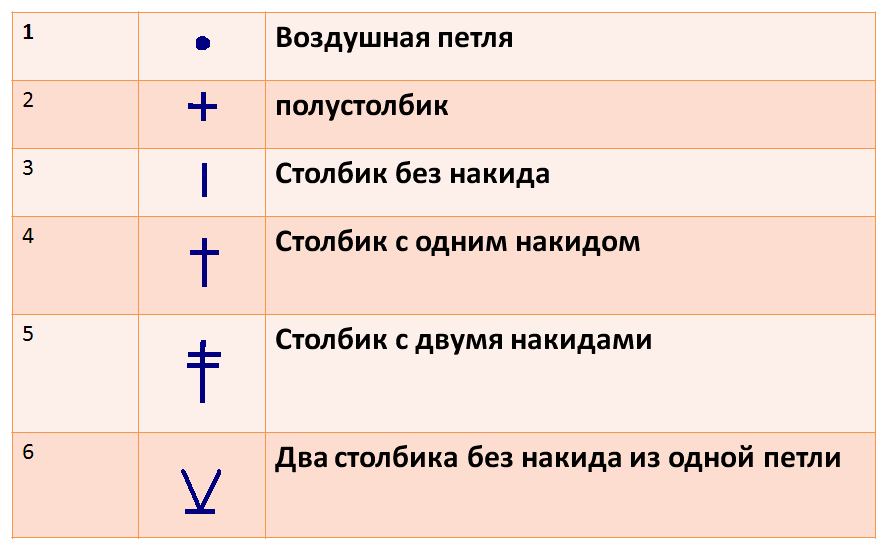 1 Воздушная петля
2 полустолбик
3 Столбик без накида
4 Столбик с одним накидом
5 Столбик с двумя накидами
6 Два столбика без накида из одной петли